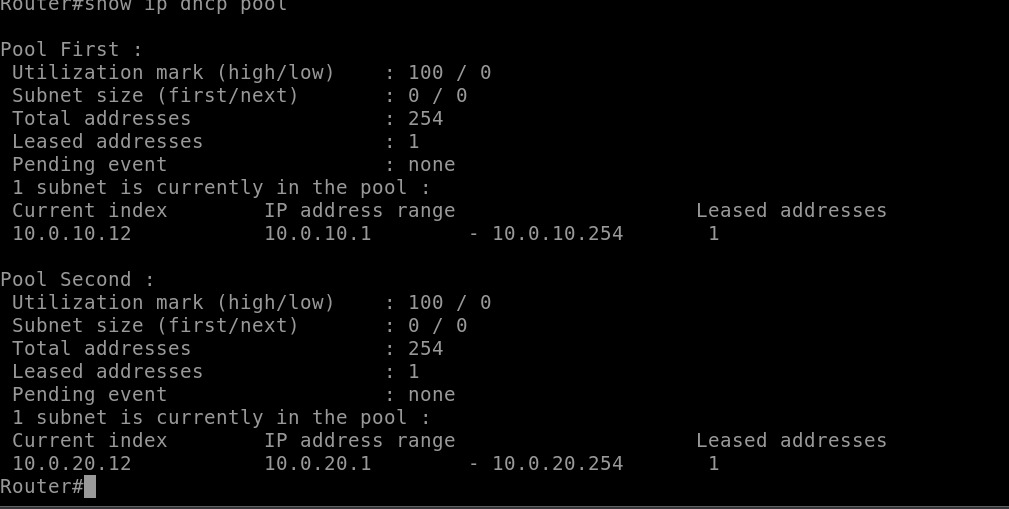 Router#show ip dhcp pool

Pool First :
 Utilization mark (high/low)    : 100 / 0
 Subnet size (first/next)       : 0 / 0
 Total addresses                : 254
 Leased addresses               : 1
 Pending event                  : none
 1 subnet is currently in the pool :
 Current index        IP address range                    Leased addresses
 10.0.10.12           10.0.10.1        - 10.0.10.254       1

Pool Second :
 Utilization mark (high/low)    : 100 / 0
 Subnet size (first/next)       : 0 / 0
 Total addresses                : 254
 Leased addresses               : 1
 Pending event                  : none
 1 subnet is currently in the pool :
 Current index        IP address range                    Leased addresses
 10.0.20.12           10.0.20.1        - 10.0.20.254       1
Router#